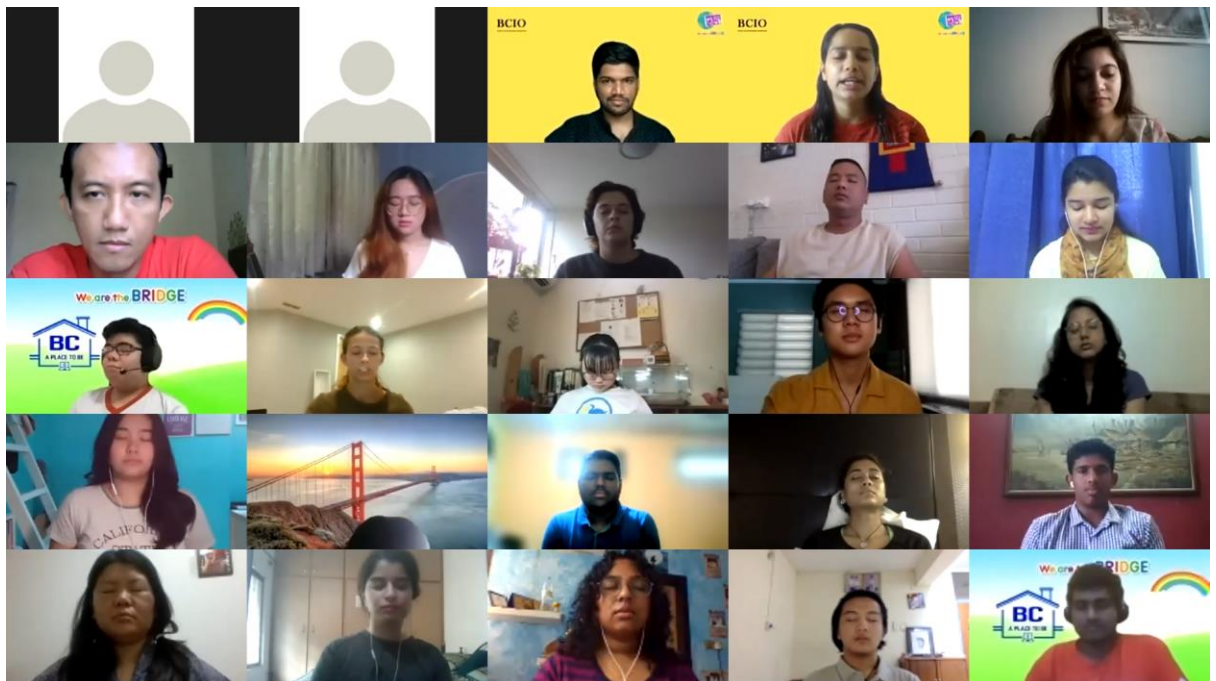 BCIO
BCIO
We are the BRIDGE
BC
A PLACE TO BE
CALIFORNIA
We are the BRIDGE
BC
A PLACE TO BE